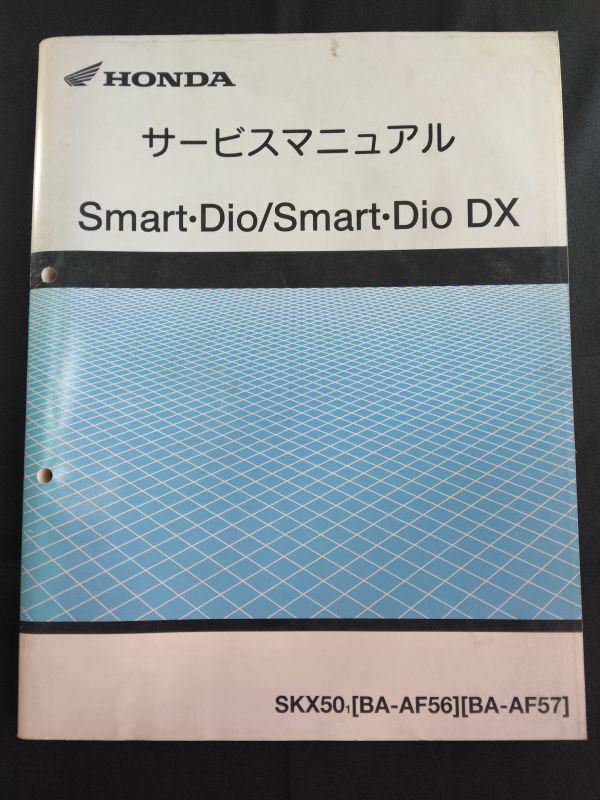 HONDA
サービスマニュアル
Smart・Dio/Smart・Dio DX
SKX50₁[BA-AF56][BA-AF57]